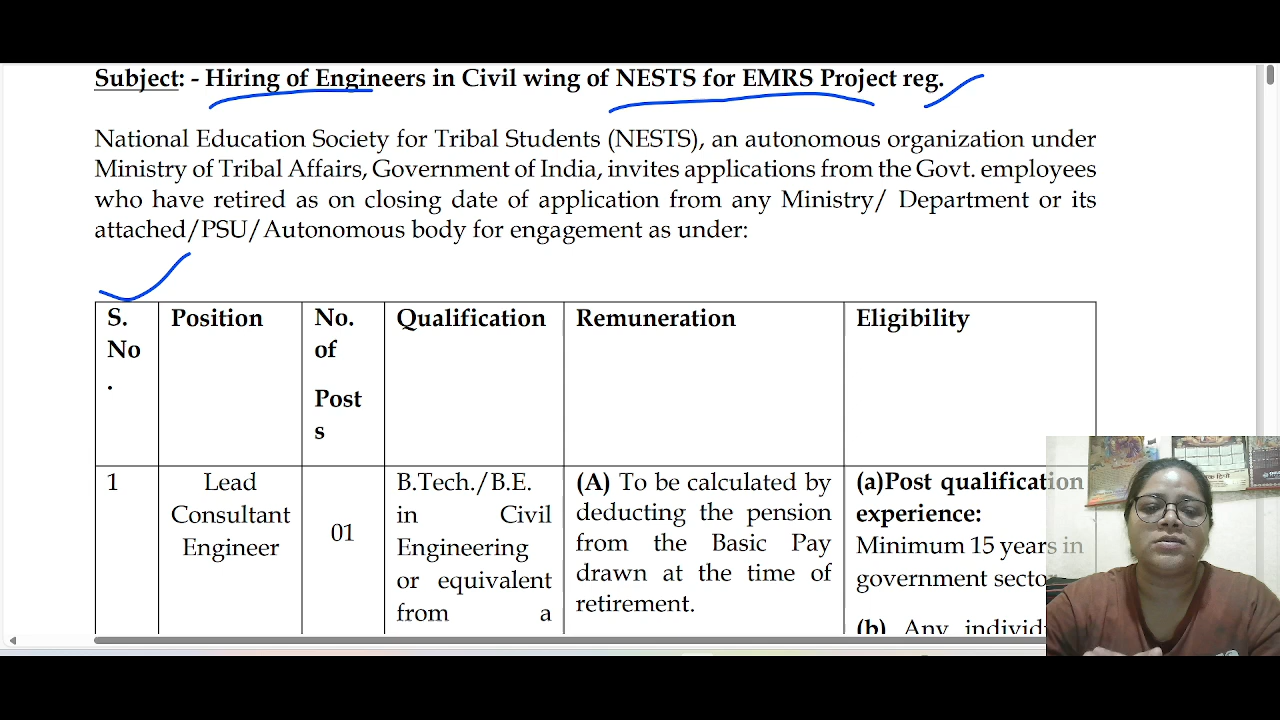 Subject: - Hiring of Engineers in Civil wing of NESTS for EMRS Project reg.
National Education Society for Tribal Students (NESTS), an autonomous organization under
Ministry of Tribal Affairs, Government of India, invites applications from the Govt. employees
who have retired as on closing date of application from any Ministry/ Department or its
attached/PSU/Autonomous body for engagement as under:
S.
No
.
Position
No.
of
Post
s
Qualification
Remuneration
Eligibility
1
Lead
Consultant
Engineer
01
B.Tech./B.E.
in Civil
Engineering
or equivalent
from a
(A) To be calculated by
deducting the pension
from the Basic Pay
drawn at the time of
retirement.
(a)Post qualification
experience:
Minimum 15 years in
government secto
(b) Any individ